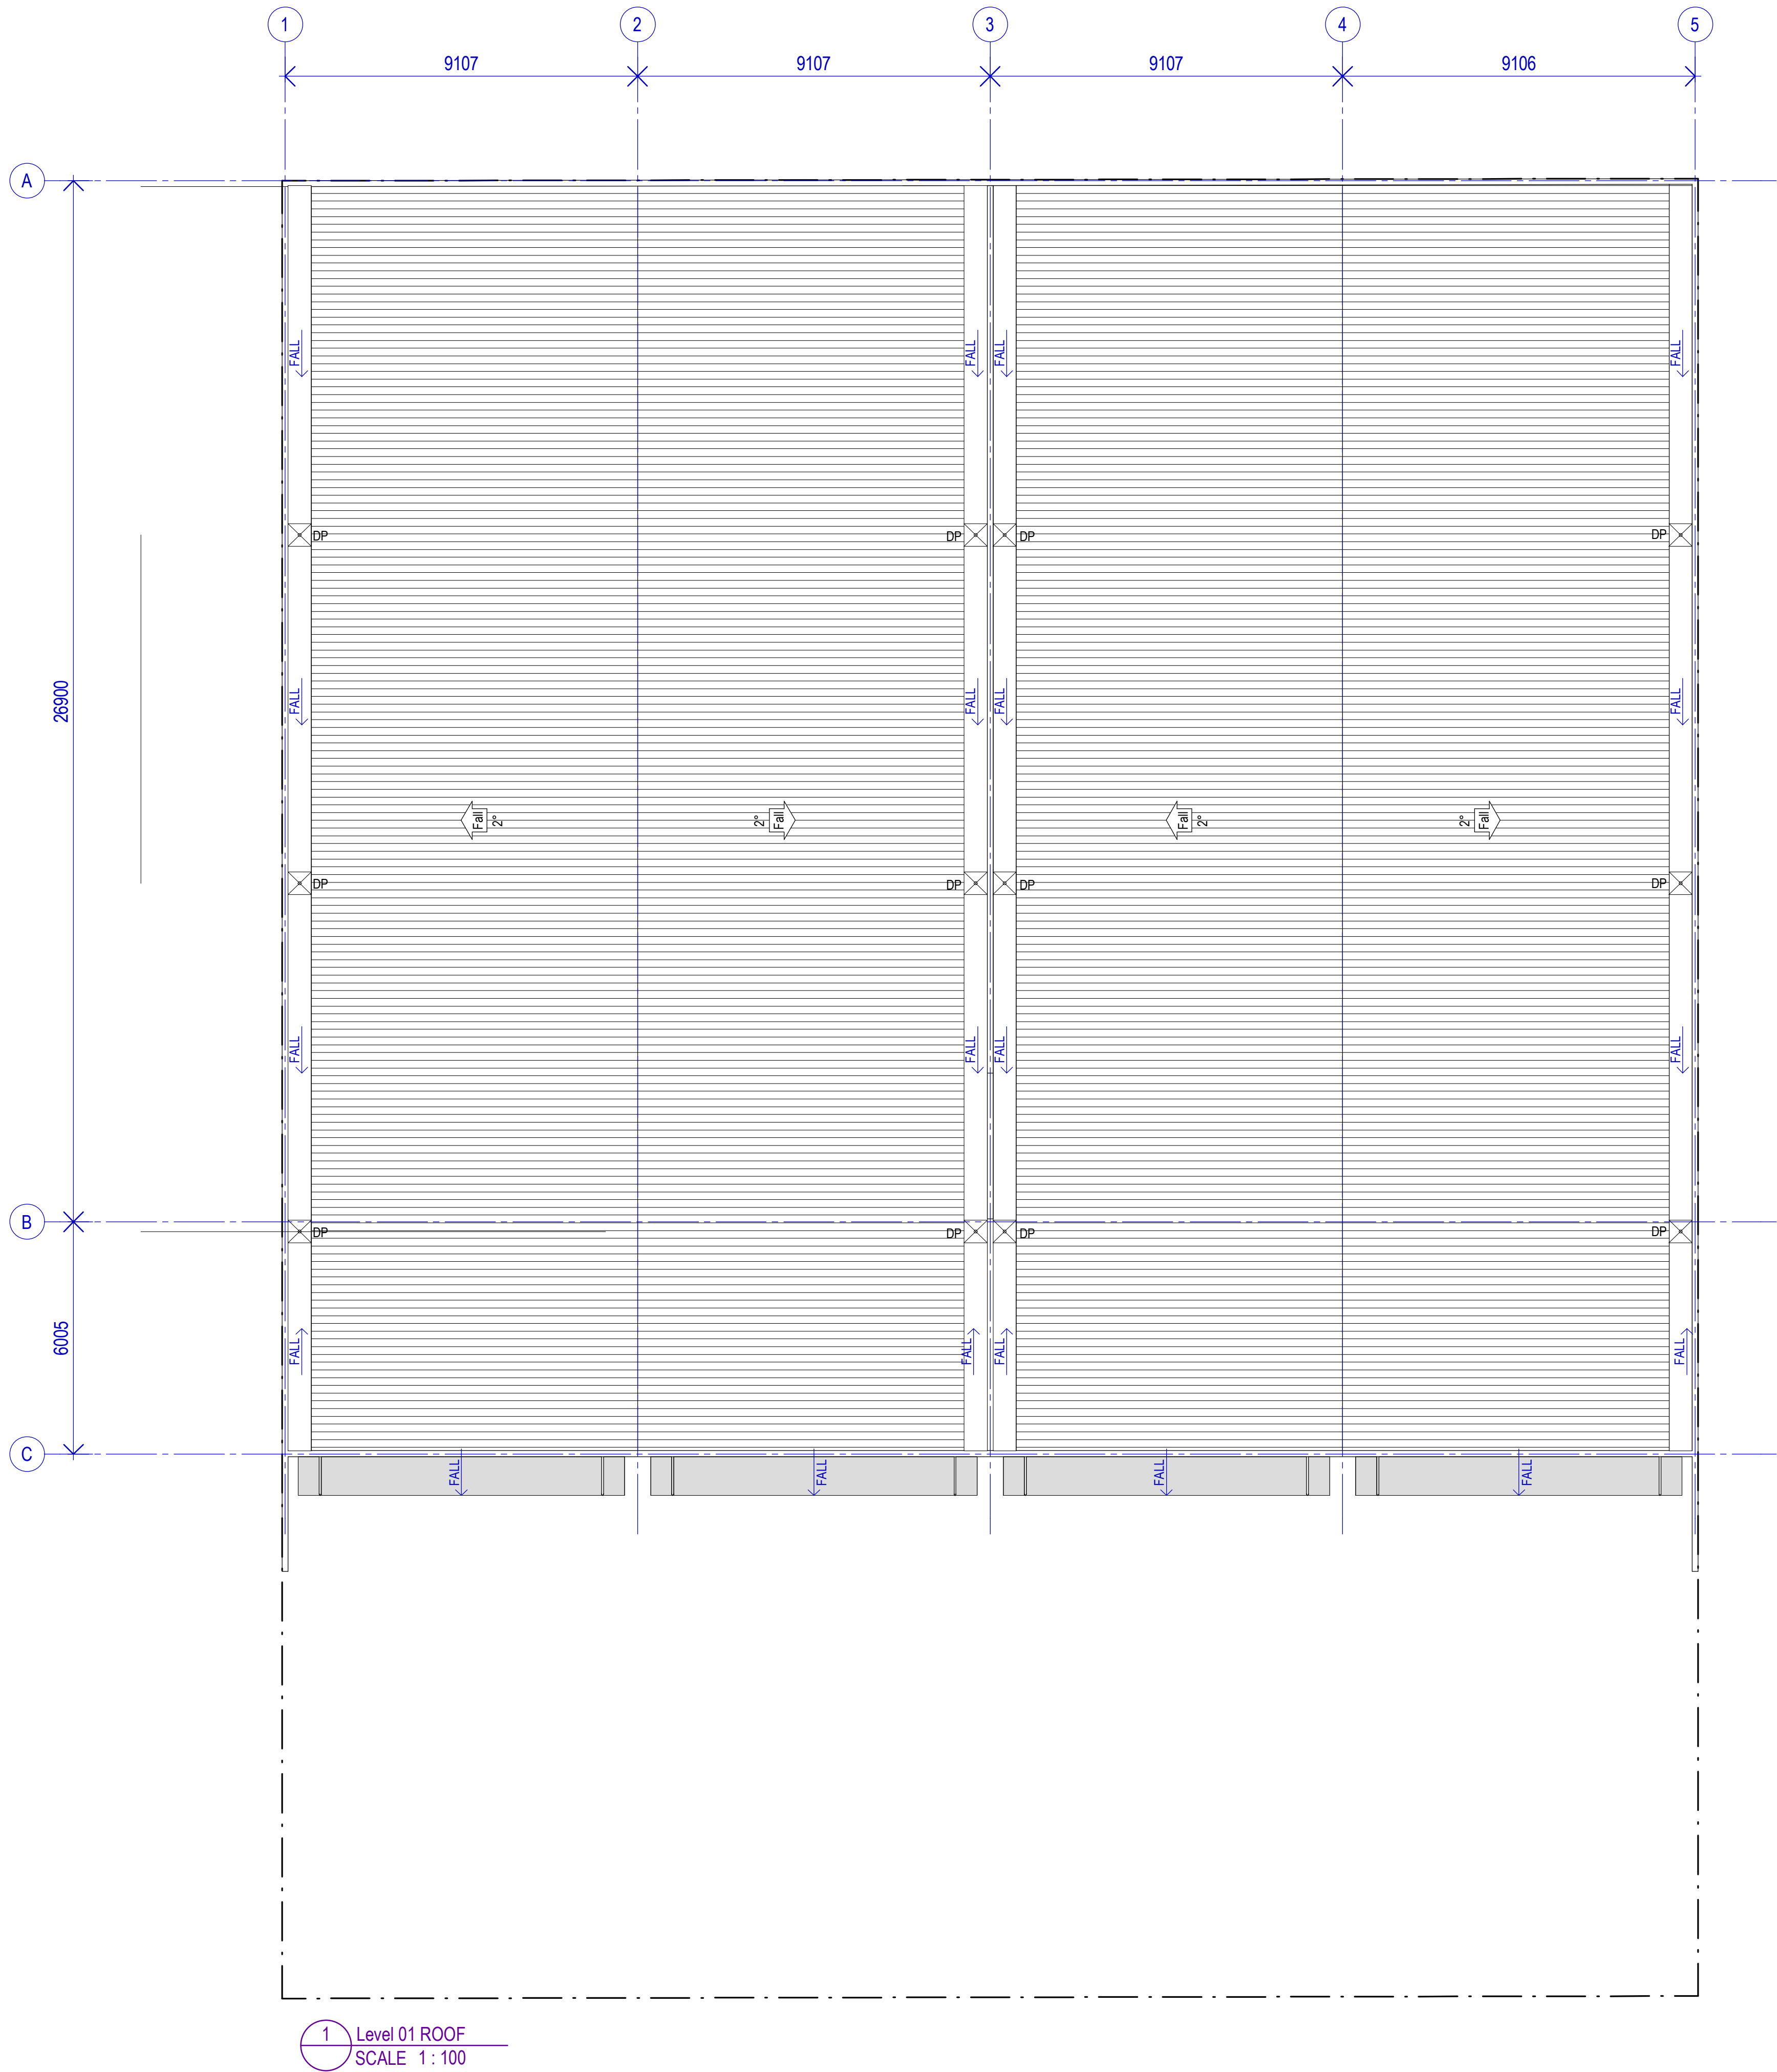 1 2 3 4 5
9107 9107 9107 9106
A
FALL FALL FALL FALL
DP DP DP DP
26900
FALL FALL FALL FALL
Fall 2° 2° Fall Fall 2° 2° Fall
DP DP DP DP
FALL FALL FALL FALL
B
DP DP DP DP
6005
FALL FALL FALL FALL
C
FALL FALL FALL FALL
1 Level 01 ROOF
SCALE 1 : 100